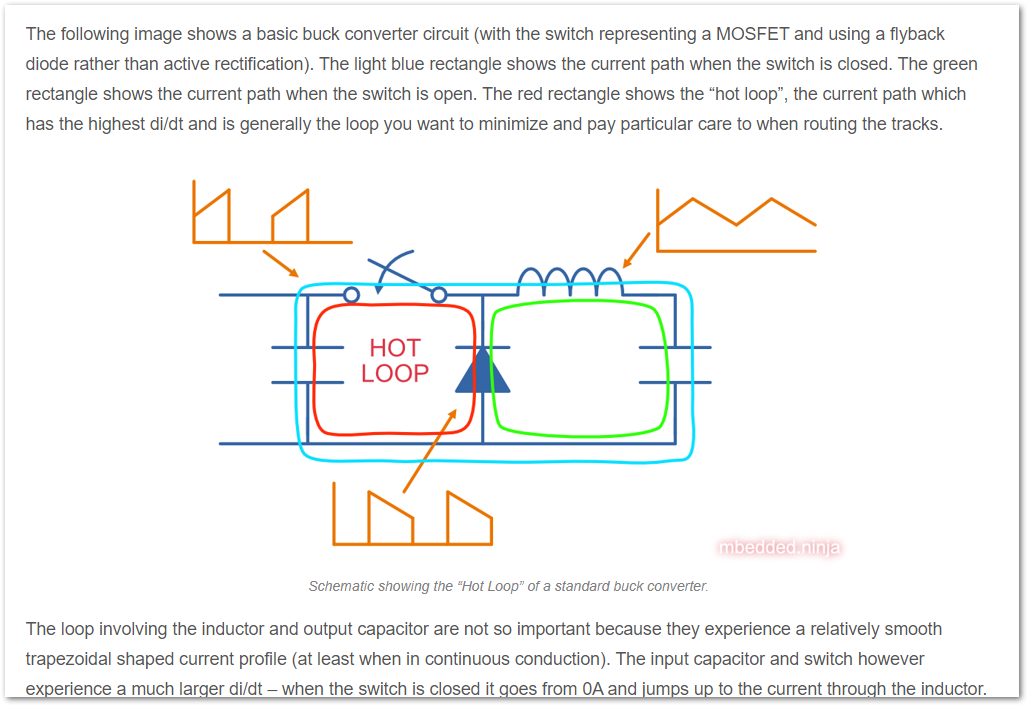 The following image shows a basic buck converter circuit (with the switch representing a MOSFET and using a flyback
diode rather than active rectification). The light blue rectangle shows the current path when the switch is closed. The green
rectangle shows the current path when the switch is open. The red rectangle shows the “hot loop”, the current path which
has the highest di/dt and is generally the loop you want to minimize and pay particular care to when routing the tracks.
HOT
LOOP
mbedded.ninja
Schematic showing the “Hot Loop” of a standard buck converter.
The loop involving the inductor and output capacitor are not so important because they experience a relatively smooth
trapezoidal shaped current profile (at least when in continuous conduction). The input capacitor and switch however
experience a much larger di/dt – when the switch is closed it goes from 0A and jumps up to the current through the inductor.